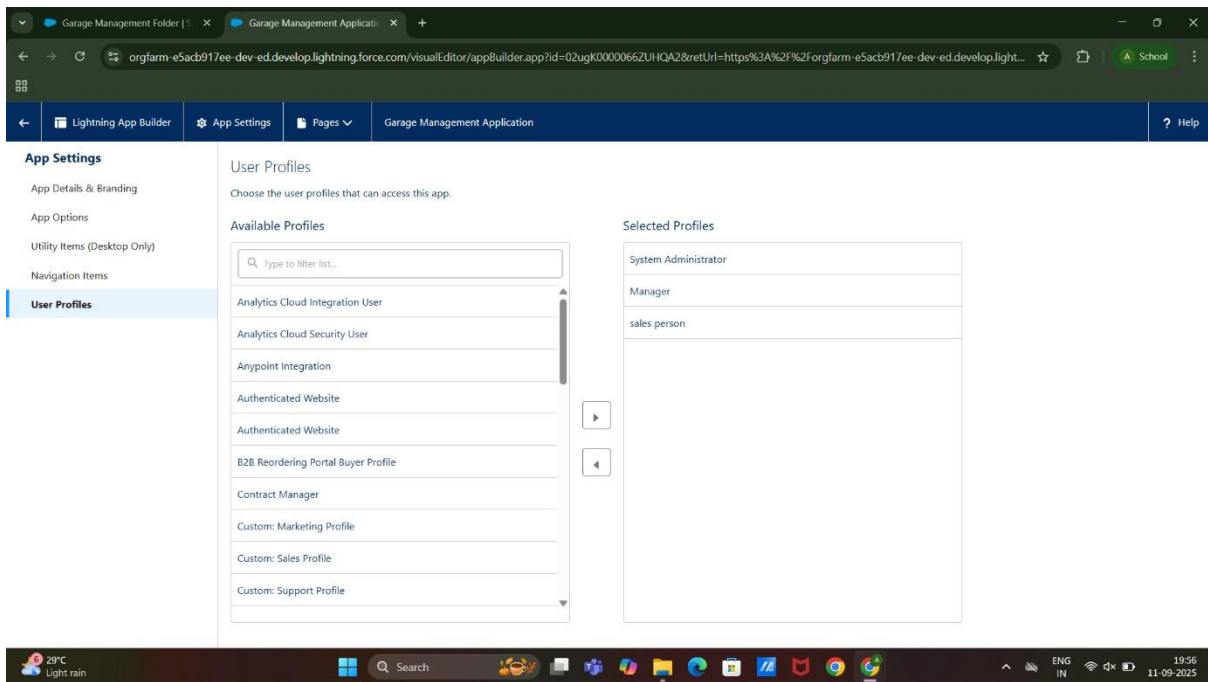 Garage Management Folder | S
Garage Management Applicatio
orgfarm-e5acb917ee-dev-ed.develop.lightning.force.com/visualEditor/appBuilder.app?id=02ugK0000066ZUHQA2&retUrl=https%3A%2F%2Forgfarm-e5acb917ee-dev-ed.develop.light...
A School
Lightning App Builder
App Settings
Pages
Garage Management Application
? Help
App Settings
App Details & Branding
App Options
Utility Items (Desktop Only)
Navigation Items
User Profiles
User Profiles
Choose the user profiles that can access this app.
Available Profiles
Type to filter list...
Analytics Cloud Integration User
Analytics Cloud Security User
Anypoint Integration
Authenticated Website
Authenticated Website
B2B Reordering Portal Buyer Profile
Contract Manager
Custom: Marketing Profile
Custom: Sales Profile
Custom: Support Profile
Selected Profiles
System Administrator
Manager
sales person
6
29°C
Light rain
Search
ENG
IN
19:56
11-09-2025